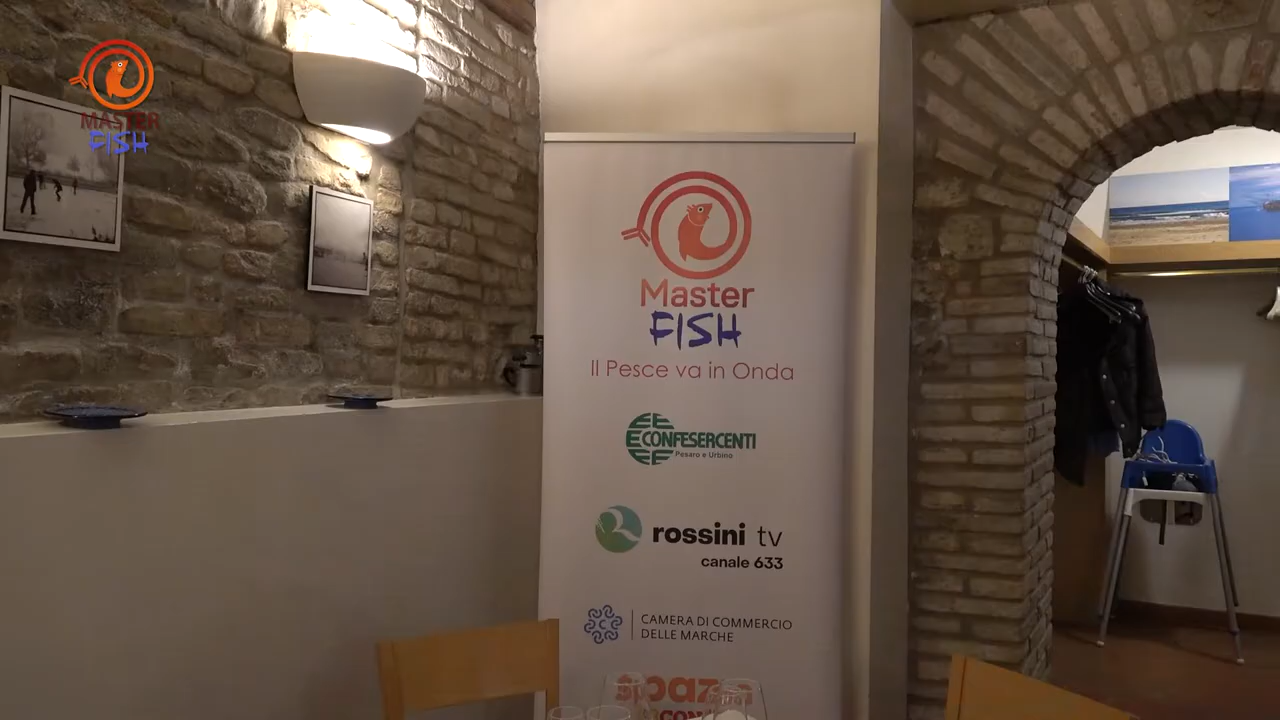 MASTER
FISH
Master
FISH
Il Pesce va in Onda
CONFESERCENTI
Pesaro e Urbino
rossini tv
canale 633
CAMERA DI COMMERCIO
DELLE MARCHE